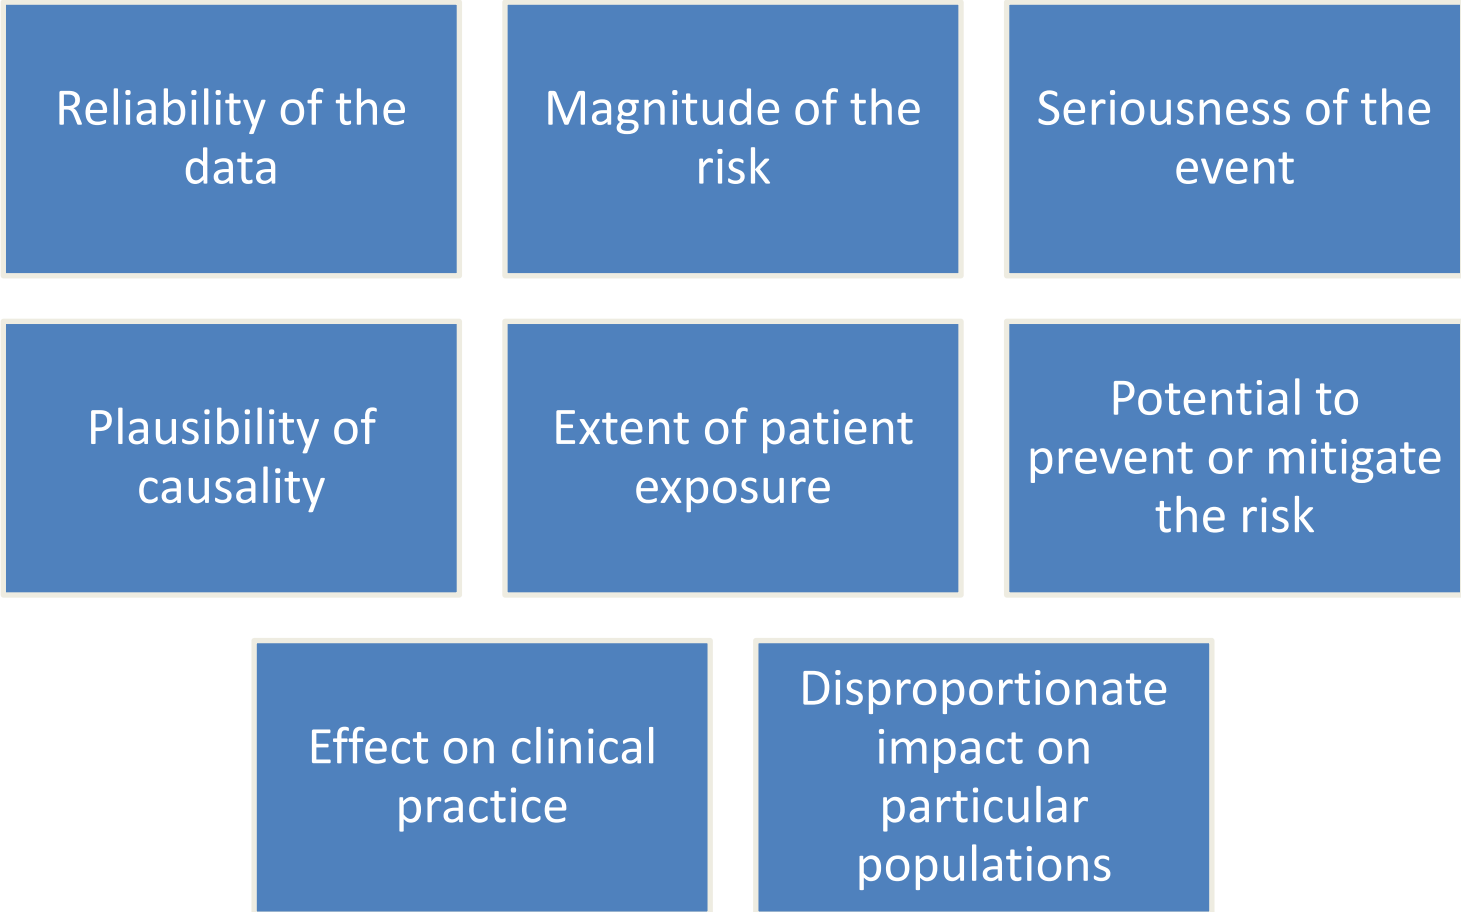 Reliability of the
data
Magnitude of the
risk
Seriousness of the
event
Plausibility of
causality
Extent of patient
exposure
Potential to
prevent or mitigate
the risk
Effect on clinical
practice
Disproportionate
impact on
particular
populations